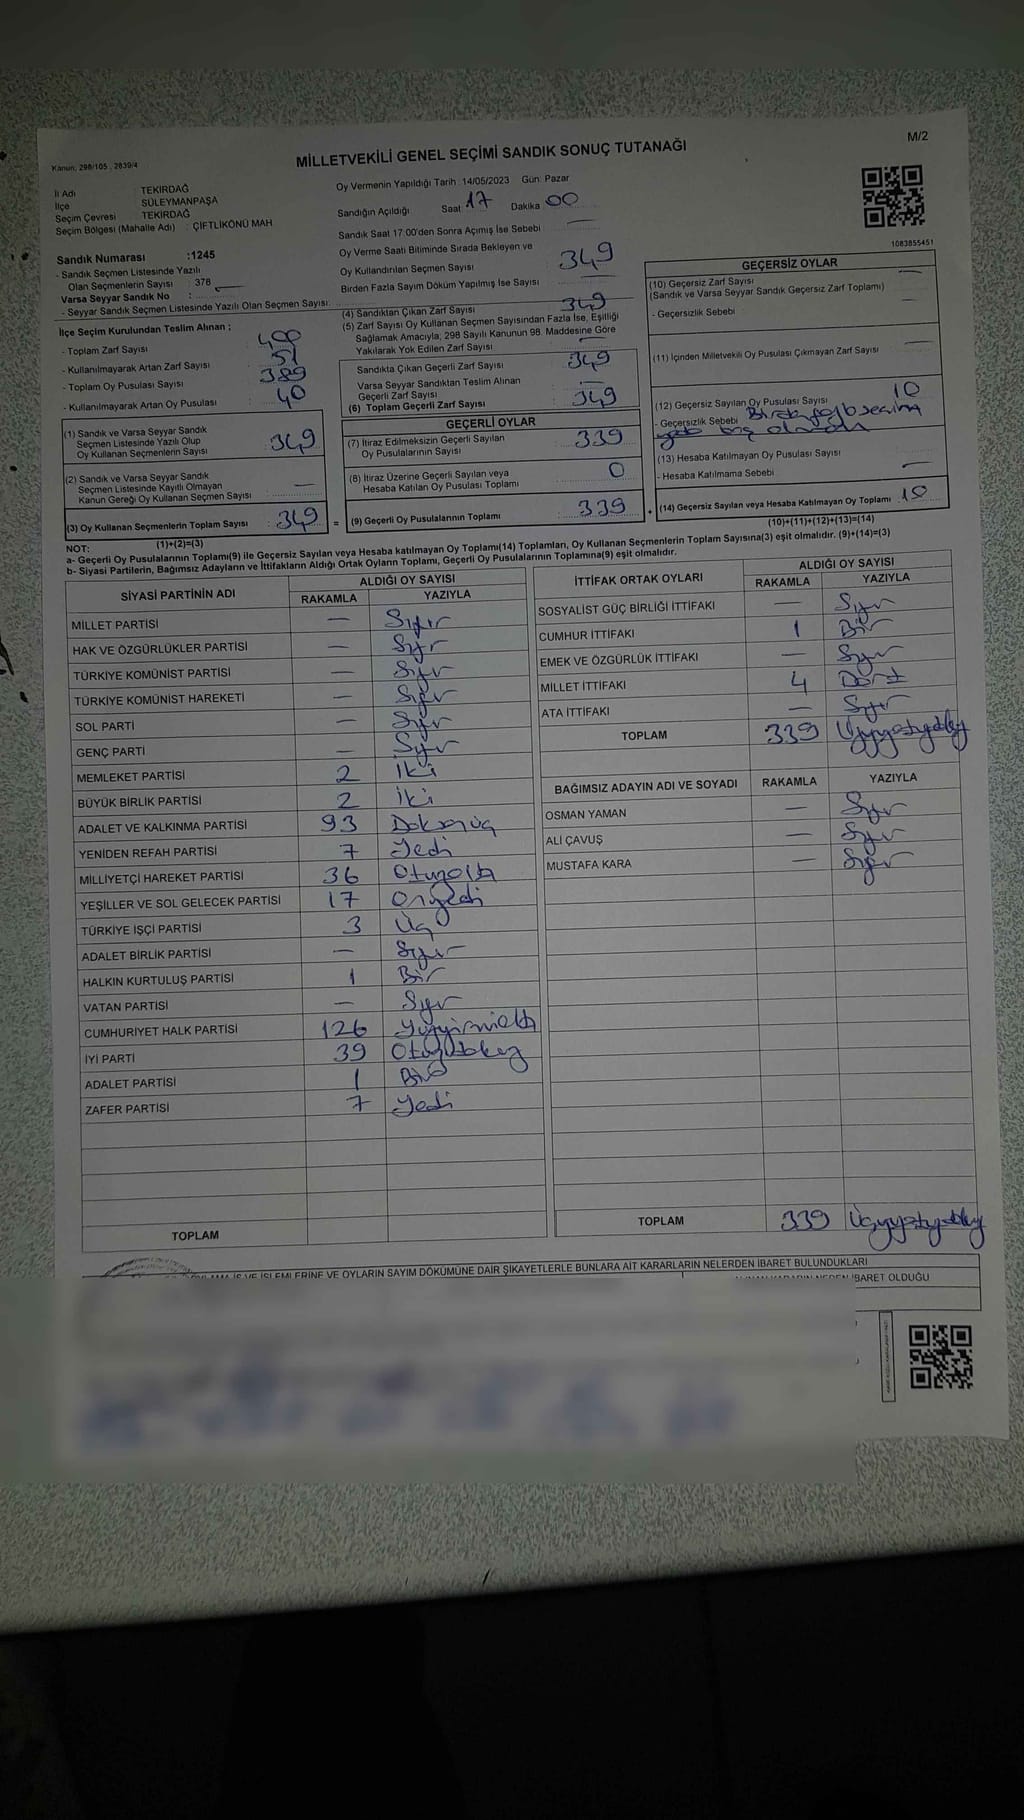 Kanun, 298/105 , 2839/4
MİLLETVEKİLİ GENEL SEÇİMİ SANDIK SONUÇ TUTANAĞI
M/2
İl Adı TEKİRDAĞ
İlçe SÜLEYMANPAŞA
Seçim Çevresi TEKİRDAĞ
Seçim Bölgesi (Mahalle Adı) : ÇİFTLİKÖNÜ MAH
Sandık Numarası :1245
- Sandık Seçmen Listesinde Yazılı
Olan Seçmenlerin Sayısı : 376
Varsa Seyyar Sandık No :
- Seyyar Sandık Seçmen Listesinde Yazılı Olan Seçmen Sayısı:
İlçe Seçim Kurulundan Teslim Alınan ;
- Toplam Zarf Sayısı 400
- Kullanılmayarak Artan Zarf Sayısı 51
- Toplam Oy Pusulası Sayısı 389
- Kullanılmayarak Artan Oy Pusulası 40
(1) Sandık ve Varsa Seyyar Sandık
Seçmen Listesinde Yazılı Olup
Oy Kullanan Seçmenlerin Sayısı 349
(2) Sandık ve Varsa Seyyar Sandık
Seçmen Listesinde Kayıtlı Olmayan
Kanun Gereği Oy Kullanan Seçmen Sayısı —
(3) Oy Kullanan Seçmenlerin Toplam Sayısı : 349 =
(1)+(2)=(3)
Oy Vermenin Yapıldığı Tarih :14/05/2023 Gün: Pazar
Sandığın Açıldığı Saat 17 Dakika 00
Sandık Saat 17:00'den Sonra Açımış İse Sebebi —
Oy Verme Saati Bitiminde Sırada Bekleyen ve
Oy Kullandırılan Seçmen Sayısı 349
Birden Fazla Sayım Döküm Yapılmış İse Sayısı
(4) Sandıktan Çıkan Zarf Sayısı 349
(5) Zarf Sayısı Oy Kullanan Seçmen Sayısından Fazla İse, Eşitliği
Sağlamak Amacıyla; 298 Sayılı Kanunun 98. Maddesine Göre
Yakılarak Yok Edilen Zarf Sayısı —
Sandıkta Çıkan Geçerli Zarf Sayısı 349
Varsa Seyyar Sandıktan Teslim Alınan
Geçerli Zarf Sayısı —
(6) Toplam Geçerli Zarf Sayısı 349
GEÇERLİ OYLAR
(7) İtiraz Edilmeksizin Geçerli Sayılan
Oy Pusulalarının Sayısı : 339
(8) İtiraz Üzerine Geçerli Sayılan veya
Hesaba Katılan Oy Pusulası Toplamı 0
(9) Geçerli Oy Pusulalarının Toplamı : 339
1083855451
GEÇERSİZ OYLAR
(10) Geçersiz Zarf Sayısı —
(Sandık ve Varsa Seyyar Sandık Geçersiz Zarf Toplamı)
- Geçersizlik Sebebi —
(11) İçinden Milletvekili Oy Pusulası Çıkmayan Zarf Sayısı —
(12) Geçersiz Sayılan Oy Pusulası Sayısı 10
- Geçersizlik Sebebi
(13) Hesaba Katılmayan Oy Pusulası Sayısı
- Hesaba Katılmama Sebebi —
(14) Geçersiz Sayılan veya Hesaba Katılmayan Oy Toplamı 10
(10)+(11)+(12)+(13)=(14)
NOT:
a- Geçerli Oy Pusulalarının Toplamı(9) ile Geçersiz Sayılan veya Hesaba katılmayan Oy Toplamı(14) Toplamları, Oy Kullanan Seçmenlerin Toplam Sayısına(3) eşit olmalıdır. (9)+(14)=(3)
b- Siyasi Partilerin, Bağımsız Adayların ve İttifakların Aldığı Ortak Oyların Toplamı, Geçerli Oy Pusulalarının Toplamına(9) eşit olmalıdır.
SİYASİ PARTİNİN ADI ALDIĞI OY SAYISI
RAKAMLA YAZIYLA
MİLLET PARTİSİ — Sıfır
HAK VE ÖZGÜRLÜKLER PARTİSİ — Sıfır
TÜRKİYE KOMÜNİST PARTİSİ — Sıfır
TÜRKİYE KOMÜNİST HAREKETİ — Sıfır
SOL PARTİ — Sıfır
GENÇ PARTİ — Sıfır
MEMLEKET PARTİSİ 2 İki
BÜYÜK BİRLİK PARTİSİ 2 İki
ADALET VE KALKINMA PARTİSİ 93 Doksanüç
YENİDEN REFAH PARTİSİ 7 Yedi
MİLLİYETÇİ HAREKET PARTİSİ 36 Otuzaltı
YEŞİLLER VE SOL GELECEK PARTİSİ 17 Onyedi
TÜRKİYE İŞÇİ PARTİSİ 3 Üç
ADALET BİRLİK PARTİSİ — Sıfır
HALKIN KURTULUŞ PARTİSİ 1 Bir
VATAN PARTİSİ — Sıfır
CUMHURİYET HALK PARTİSİ 126 Yüzyirmialtı
İYİ PARTİ 39 Otuzdokuz
ADALET PARTİSİ 1 Bir
ZAFER PARTİSİ 7 Yedi
TOPLAM
İTTİFAK ORTAK OYLARI ALDIĞI OY SAYISI
RAKAMLA YAZIYLA
SOSYALİST GÜÇ BİRLİĞİ İTTİFAKI — Sıfır
CUMHUR İTTİFAKI 1 Bir
EMEK VE ÖZGÜRLÜK İTTİFAKI — Sıfır
MİLLET İTTİFAKI 4 Dört
ATA İTTİFAKI — Sıfır
TOPLAM 339 Üçyüzotuzdokuz
BAĞIMSIZ ADAYIN ADI VE SOYADI RAKAMLA YAZIYLA
OSMAN YAMAN — Sıfır
ALİ ÇAVUŞ — Sıfır
MUSTAFA KARA — Sıfır
TOPLAM 339 Üçyüzotuzdokuz
İŞ VE İŞLEMLERİNE VE OYLARIN SAYIM DÖKÜMÜNE DAİR ŞİKAYETLERLE BUNLARA AİT KARARLARIN NELERDEN İBARET BULUNDUKLARI
İBARET OLDUĞU